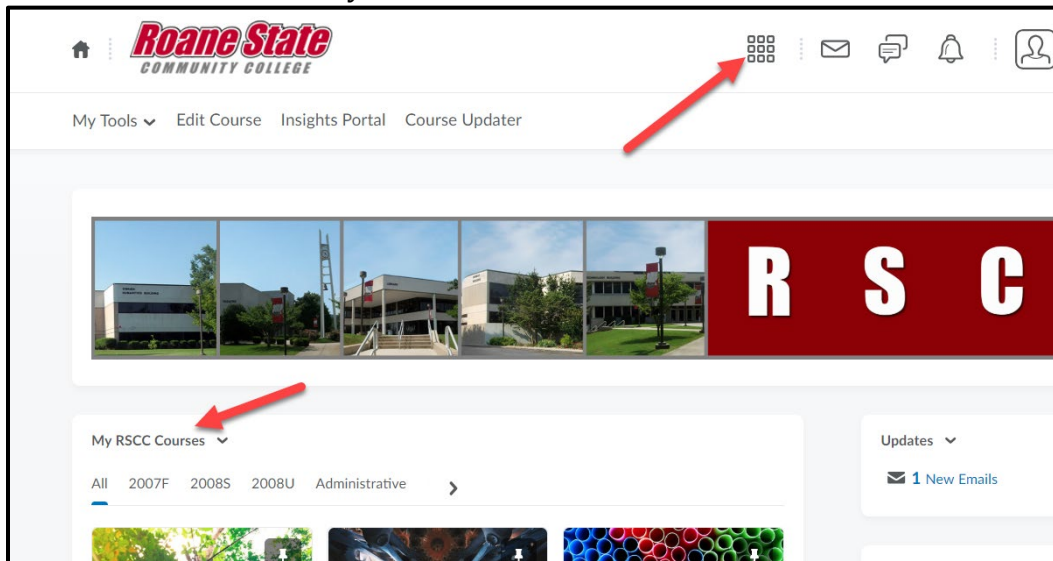 Roane State
COMMUNITY COLLEGE
My Tools Edit Course Insights Portal Course Updater
R S C
My RSCC Courses
Updates
All 2007F 2008S 2008U Administrative
1 New Emails